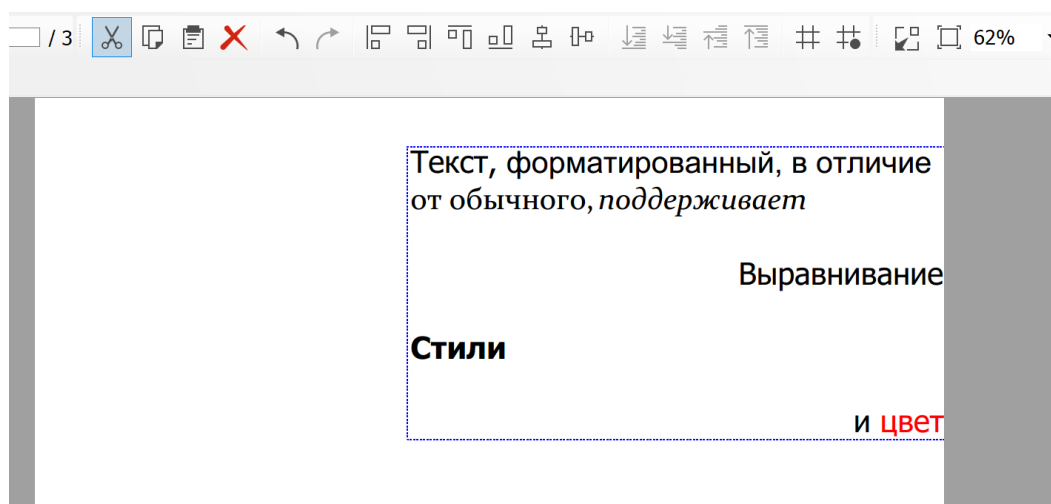 / 3 62%
Текст, форматированный, в отличие
от обычного, поддерживает
Выравнивание
Стили
и цвет